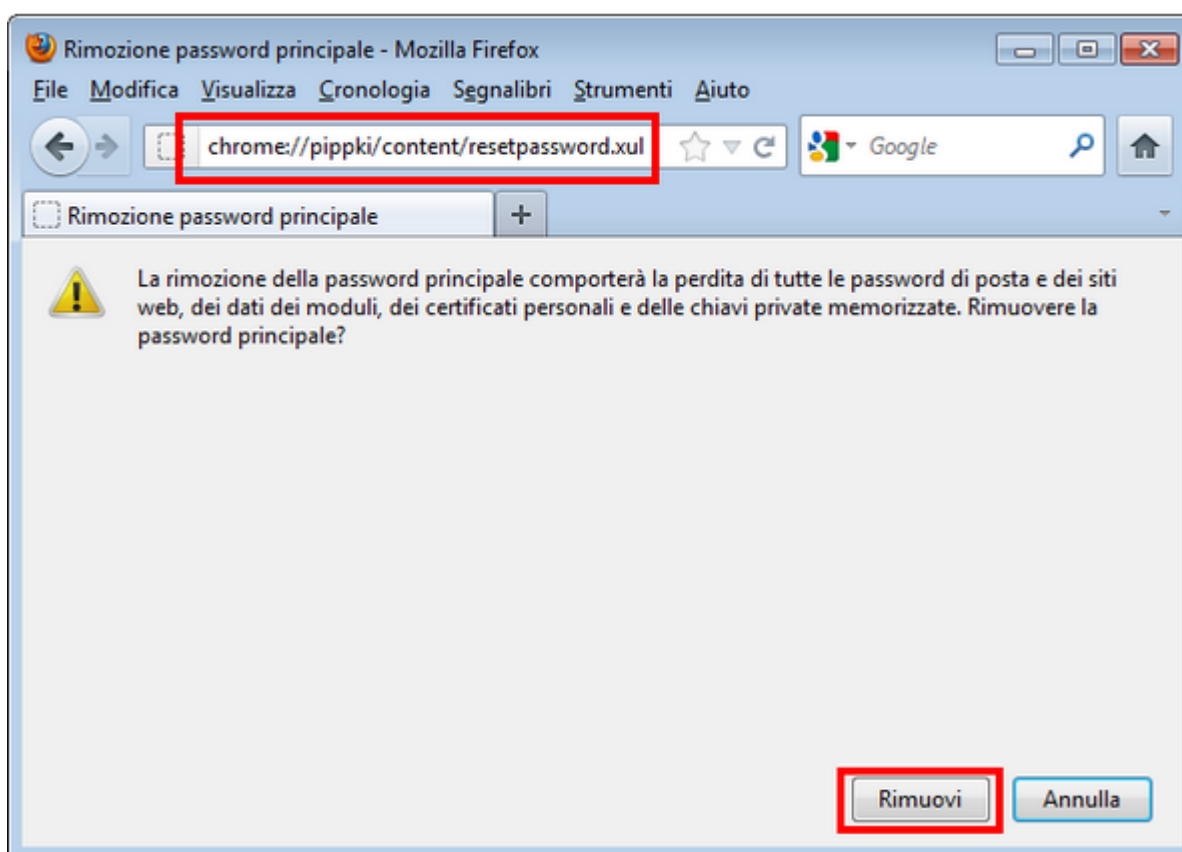 Rimozione password principale - Mozilla Firefox
File Modifica Visualizza Cronologia Segnalibri Strumenti Aiuto
chrome://pippki/content/resetpassword.xul Google
Rimozione password principale
La rimozione della password principale comporterà la perdita di tutte le password di posta e dei siti
web, dei dati dei moduli, dei certificati personali e delle chiavi private memorizzate. Rimuovere la
password principale?
Rimuovi Annulla